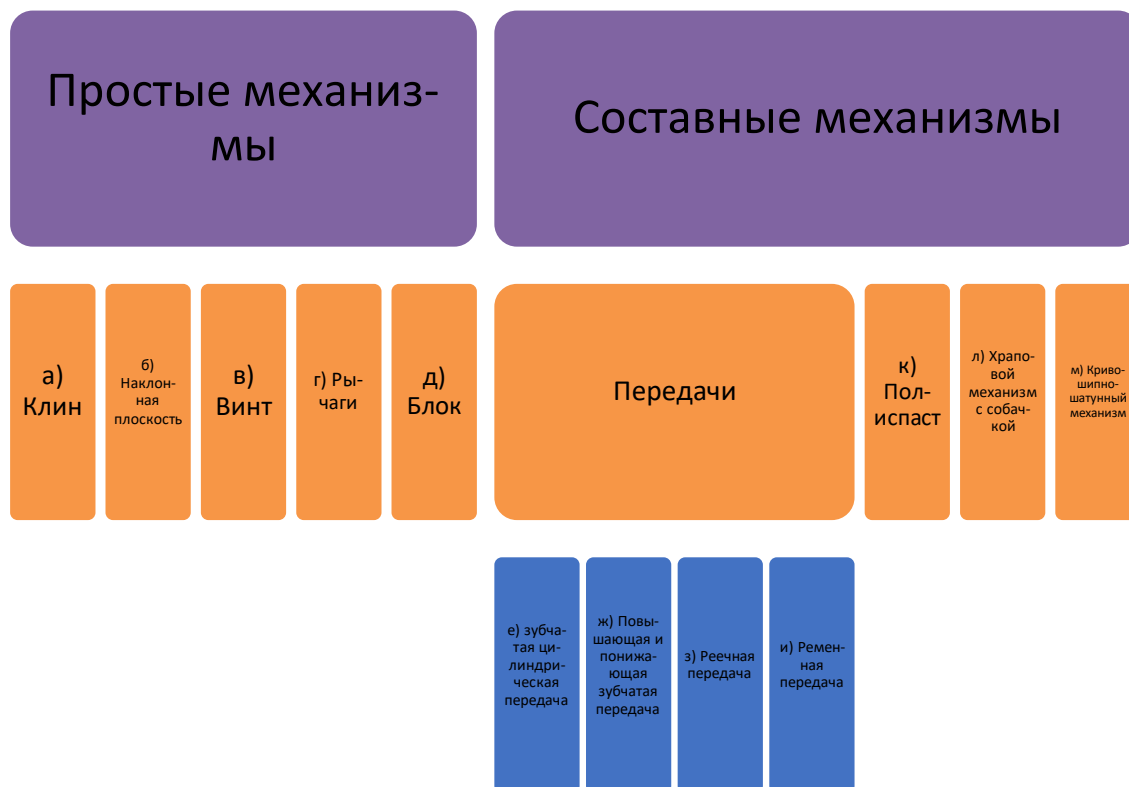 Простые механиз-
мы
Составные механизмы
а)
Клин
б)
Наклон-
ная
плоскость
в)
Винт
г) Ры-
чаги
д)
Блок
Передачи
к)
Пол-
испаст
л) Храпо-
вой
механизм
с собач-
кой
м) Криво-
шипно-
шатунный
механизм
е) зубча-
тая ци-
линдри-
ческая
передача
ж) Повы-
шающая и
понижа-
ющая
зубчатая
передача
з) Реечная
передача
и) Ремен-
ная
передача